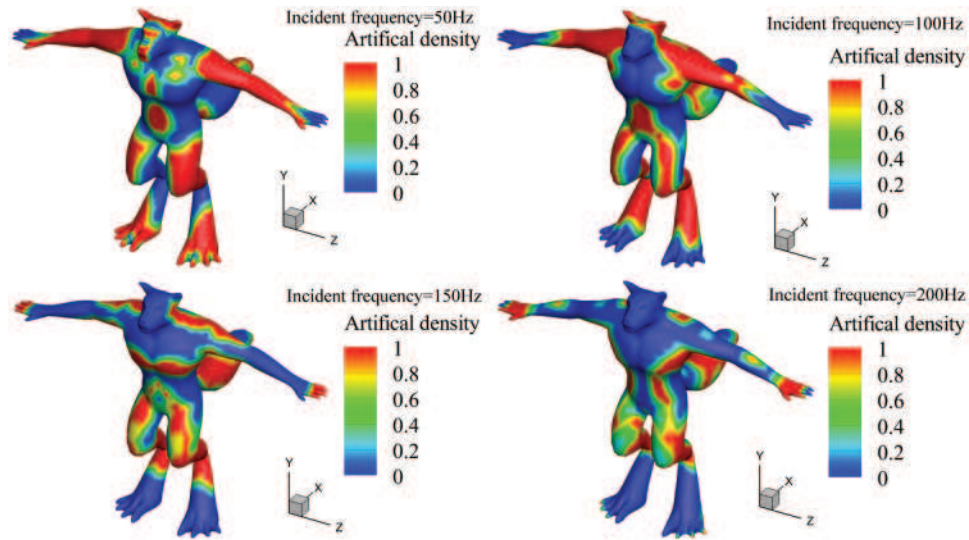 Incident frequency=50Hz
Artifical density
1
0.8
0.6
0.4
0.2
0
Y
X
Z
Incident frequency=100Hz
Artifical density
1
0.8
0.6
0.4
0.2
0
Y
X
Z
Incident frequency=150Hz
Artifical density
1
0.8
0.6
0.4
0.2
0
Y
X
Z
Incident frequency=200Hz
Artifical density
1
0.8
0.6
0.4
0.2
0
Y
X
Z